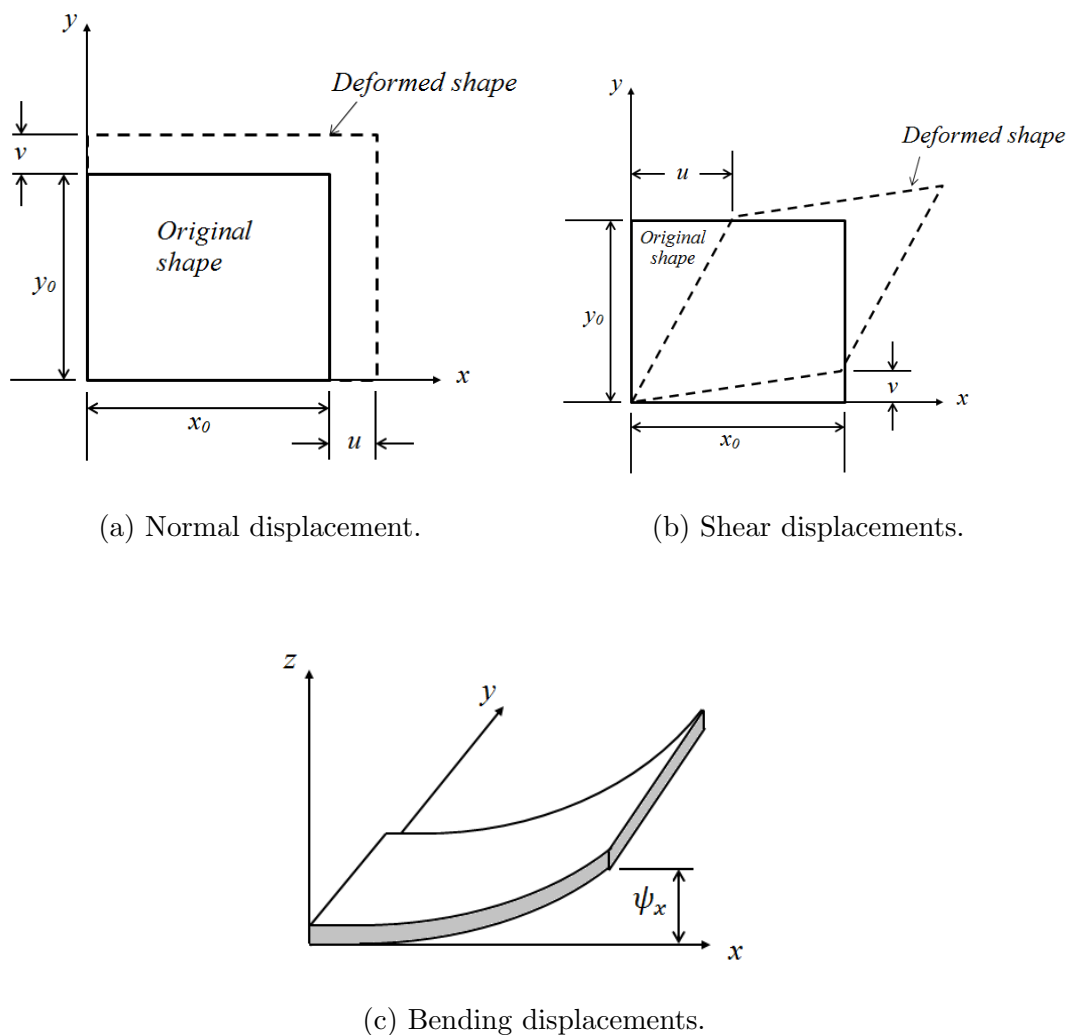 y
Deformed shape
v
Original
shape
y₀
x
x₀
u
(a) Normal displacement.
y
Deformed shape
u
Original
shape
y₀
v
x
x₀
(b) Shear displacements.
z
y
ψₓ
x
(c) Bending displacements.